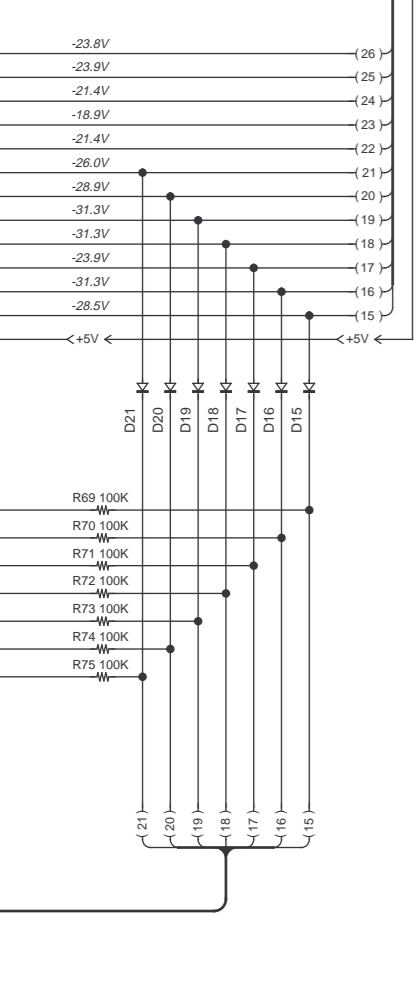 -23.8V (26)
-23.9V (25)
-21.4V (24)
-18.9V (23)
-21.4V (22)
-26.0V (21)
-28.9V (20)
-31.3V (19)
-31.3V (18)
-23.9V (17)
-31.3V (16)
-28.5V (15)
+5V +5V
D21 D20 D19 D18 D17 D16 D15
R69 100K
R70 100K
R71 100K
R72 100K
R73 100K
R74 100K
R75 100K
(21) (20) (19) (18) (17) (16) (15)